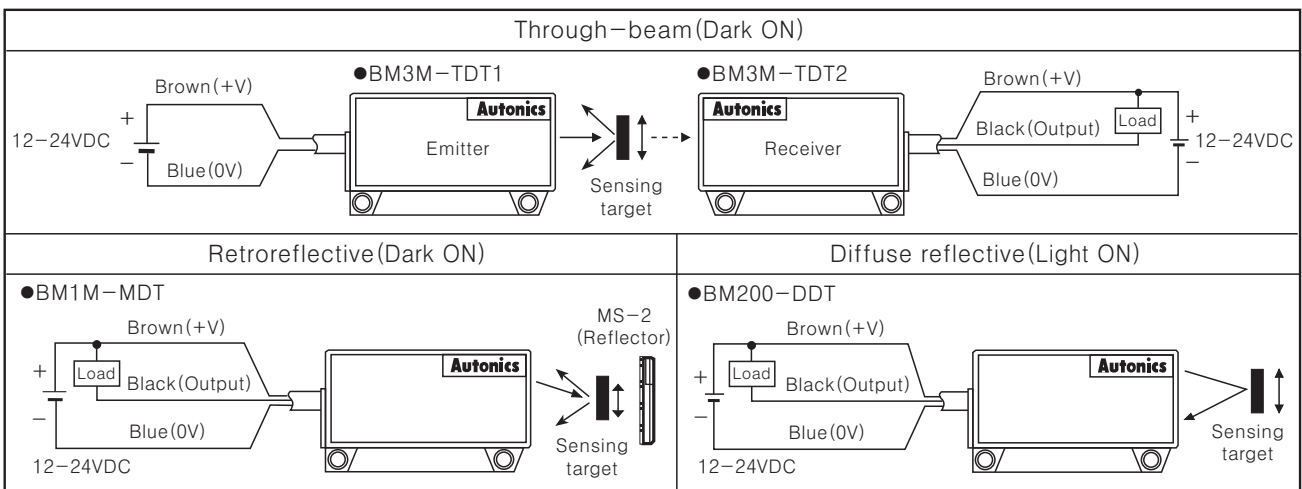 Through-beam(Dark ON)
●BM3M-TDT1
●BM3M-TDT2
Brown(+V)
Autonics
Autonics
Brown(+V)
+
12-24VDC
−
Emitter
Receiver
Black(Output)
Load
+
12-24VDC
−
Blue(0V)
Sensing
target
Blue(0V)
Retroreflective(Dark ON)
●BM1M-MDT
Brown(+V)
MS-2
(Reflector)
Autonics
+
Load
Black(Output)
−
Blue(0V)
Sensing
target
12-24VDC
Diffuse reflective(Light ON)
●BM200-DDT
Brown(+V)
Autonics
+
Load
Black(Output)
−
Blue(0V)
Sensing
target
12-24VDC